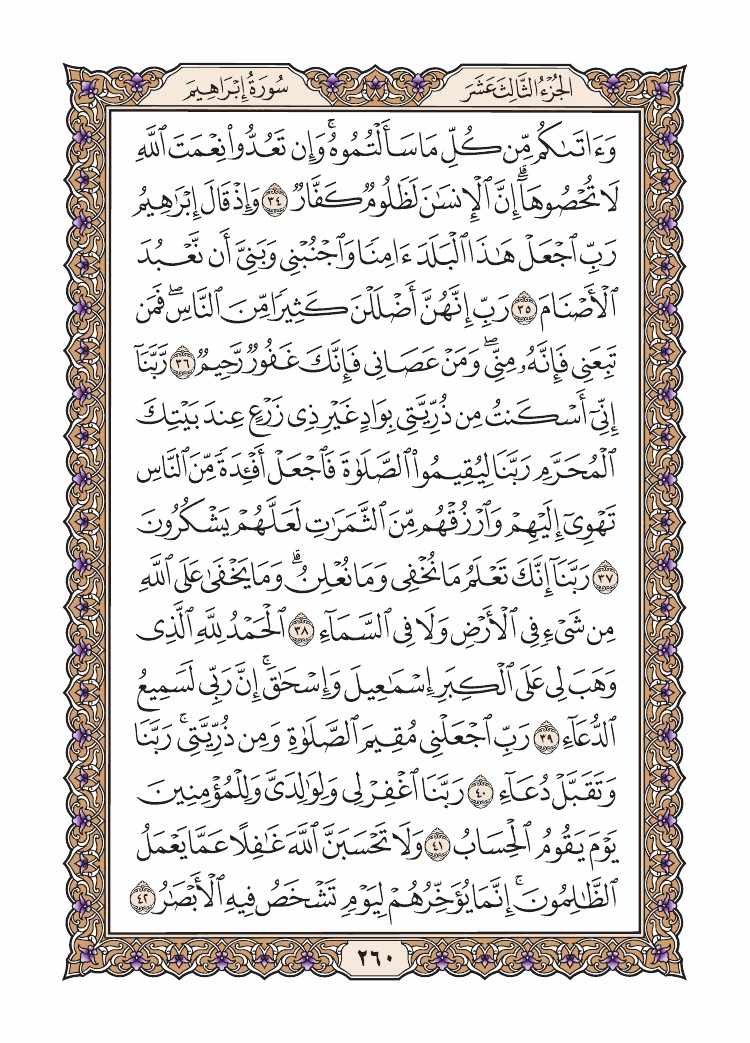 الجُزْءُ الثَّالِثَ عَشَرَ
سُورَةُ إِبْرَاهِيمَ
وَءَاتَىٰكُم مِّن كُلِّ مَا سَأَلْتُمُوهُۚ وَإِن تَعُدُّواْ نِعْمَتَ ٱللَّهِ
لَا تُحْصُوهَآۗ إِنَّ ٱلْإِنسَٰنَ لَظَلُومٌ كَفَّارٌ ٣٤ وَإِذْ قَالَ إِبْرَٰهِيمُ
رَبِّ ٱجْعَلْ هَٰذَا ٱلْبَلَدَ ءَامِنًا وَٱجْنُبْنِي وَبَنِيَّ أَن نَّعْبُدَ
ٱلْأَصْنَامَ ٣٥ رَبِّ إِنَّهُنَّ أَضْلَلْنَ كَثِيرًا مِّنَ ٱلنَّاسِۖ فَمَن
تَبِعَنِي فَإِنَّهُۥ مِنِّيۖ وَمَنْ عَصَانِي فَإِنَّكَ غَفُورٌ رَّحِيمٌ ٣٦ رَّبَّنَآ
إِنِّيٓ أَسْكَنتُ مِن ذُرِّيَّتِي بِوَادٍ غَيْرِ ذِي زَرْعٍ عِندَ بَيْتِكَ
ٱلْمُحَرَّمِ رَبَّنَا لِيُقِيمُواْ ٱلصَّلَوٰةَ فَٱجْعَلْ أَفْـِٔدَةً مِّنَ ٱلنَّاسِ
تَهْوِيٓ إِلَيْهِمْ وَٱرْزُقْهُم مِّنَ ٱلثَّمَرَٰتِ لَعَلَّهُمْ يَشْكُرُونَ
٣٧ رَبَّنَآ إِنَّكَ تَعْلَمُ مَا نُخْفِي وَمَا نُعْلِنُۗ وَمَا يَخْفَىٰ عَلَى ٱللَّهِ
مِن شَيْءٍ فِي ٱلْأَرْضِ وَلَا فِي ٱلسَّمَآءِ ٣٨ ٱلْحَمْدُ لِلَّهِ ٱلَّذِي
وَهَبَ لِي عَلَى ٱلْكِبَرِ إِسْمَٰعِيلَ وَإِسْحَٰقَۚ إِنَّ رَبِّي لَسَمِيعُ
ٱلدُّعَآءِ ٣٩ رَبِّ ٱجْعَلْنِي مُقِيمَ ٱلصَّلَوٰةِ وَمِن ذُرِّيَّتِيۚ رَبَّنَا
وَتَقَبَّلْ دُعَآءِ ٤٠ رَبَّنَا ٱغْفِرْ لِي وَلِوَٰلِدَيَّ وَلِلْمُؤْمِنِينَ
يَوْمَ يَقُومُ ٱلْحِسَابُ ٤١ وَلَا تَحْسَبَنَّ ٱللَّهَ غَٰفِلًا عَمَّا يَعْمَلُ
ٱلظَّٰلِمُونَۚ إِنَّمَا يُؤَخِّرُهُمْ لِيَوْمٍ تَشْخَصُ فِيهِ ٱلْأَبْصَٰرُ ٤٢
٢٦٠